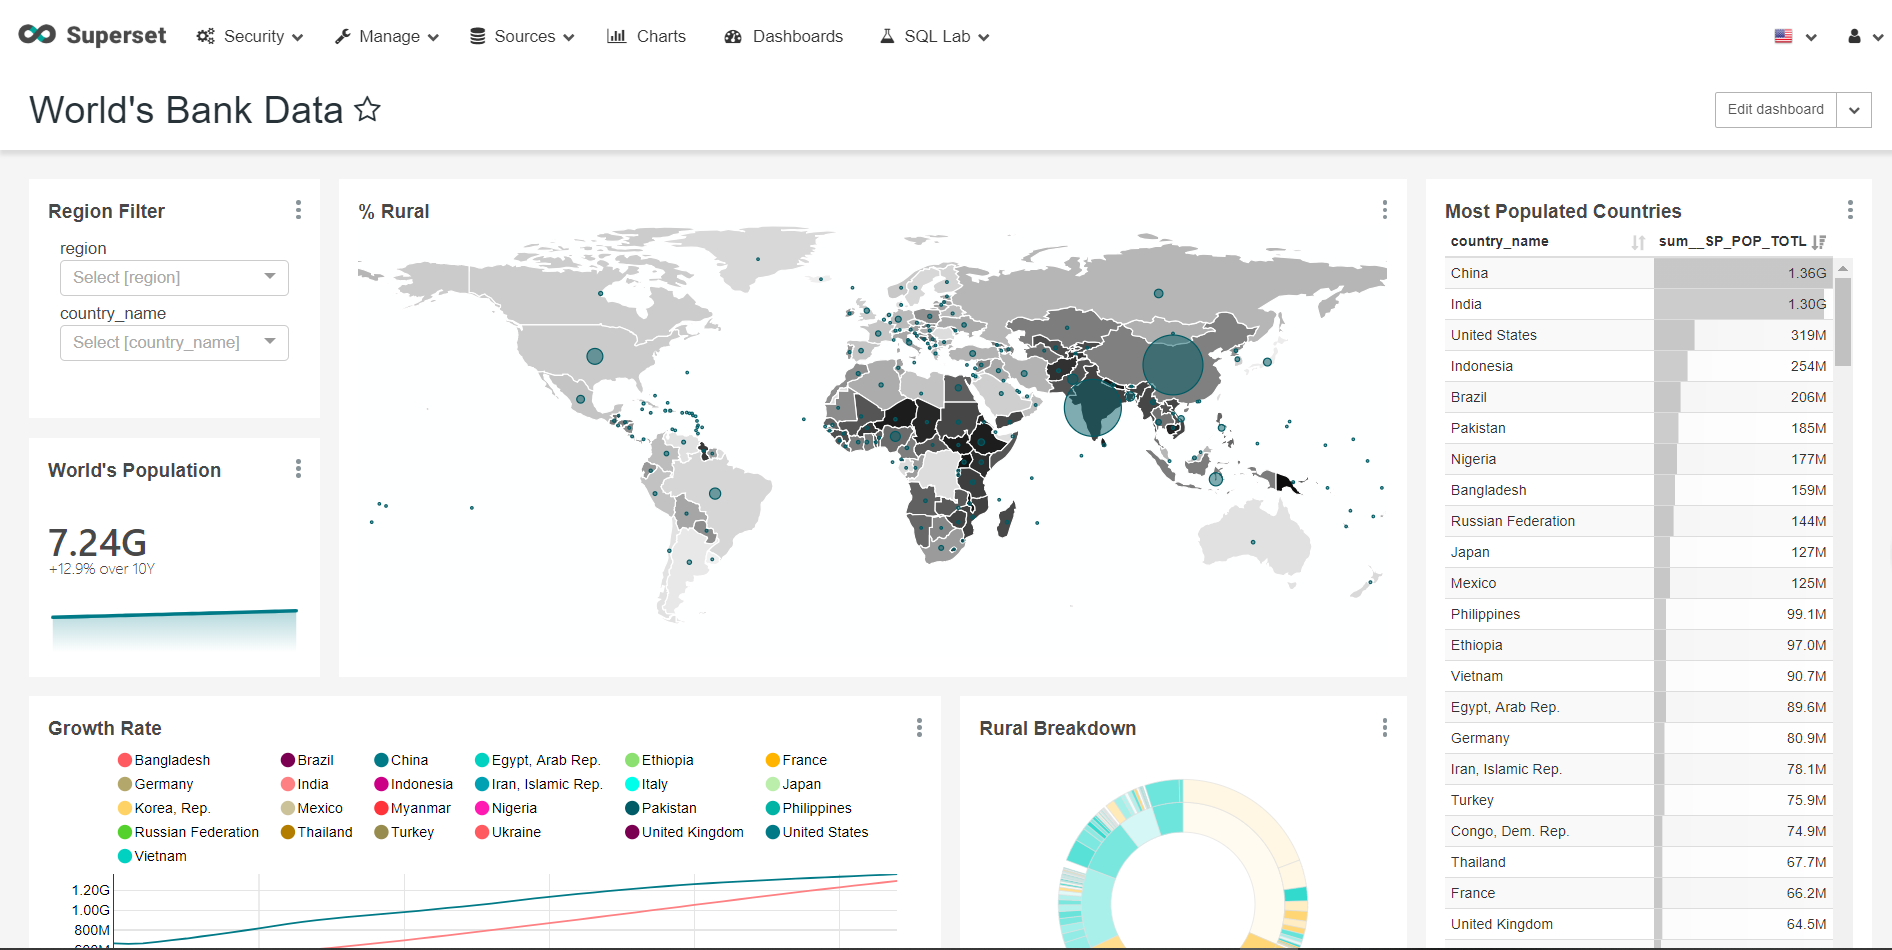 Superset Security Manage Sources Charts Dashboards SQL Lab
World's Bank Data Edit dashboard
Region Filter
region
Select [region]
country_name
Select [country_name]
World's Population
7.24G
+12.9% over 10Y
% Rural
Most Populated Countries
country_name sum__SP_POP_TOTL
China 1.36G
India 1.30G
United States 319M
Indonesia 254M
Brazil 206M
Pakistan 185M
Nigeria 177M
Bangladesh 159M
Russian Federation 144M
Japan 127M
Mexico 125M
Philippines 99.1M
Ethiopia 97.0M
Vietnam 90.7M
Egypt, Arab Rep. 89.6M
Germany 80.9M
Iran, Islamic Rep. 78.1M
Turkey 75.9M
Congo, Dem. Rep. 74.9M
Thailand 67.7M
France 66.2M
United Kingdom 64.5M
Growth Rate
Bangladesh Brazil China Egypt, Arab Rep. Ethiopia France
Germany India Indonesia Iran, Islamic Rep. Italy Japan
Korea, Rep. Mexico Myanmar Nigeria Pakistan Philippines
Russian Federation Thailand Turkey Ukraine United Kingdom United States
Vietnam
1.20G
1.00G
800M
600M
Rural Breakdown